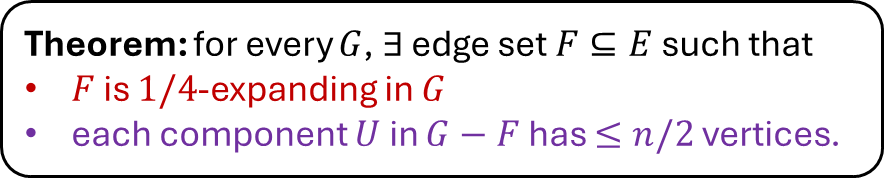 Theorem: for every G, ∃ edge set F ⊆ E such that
• F is 1/4-expanding in G
• each component U in G − F has ≤ n/2 vertices.